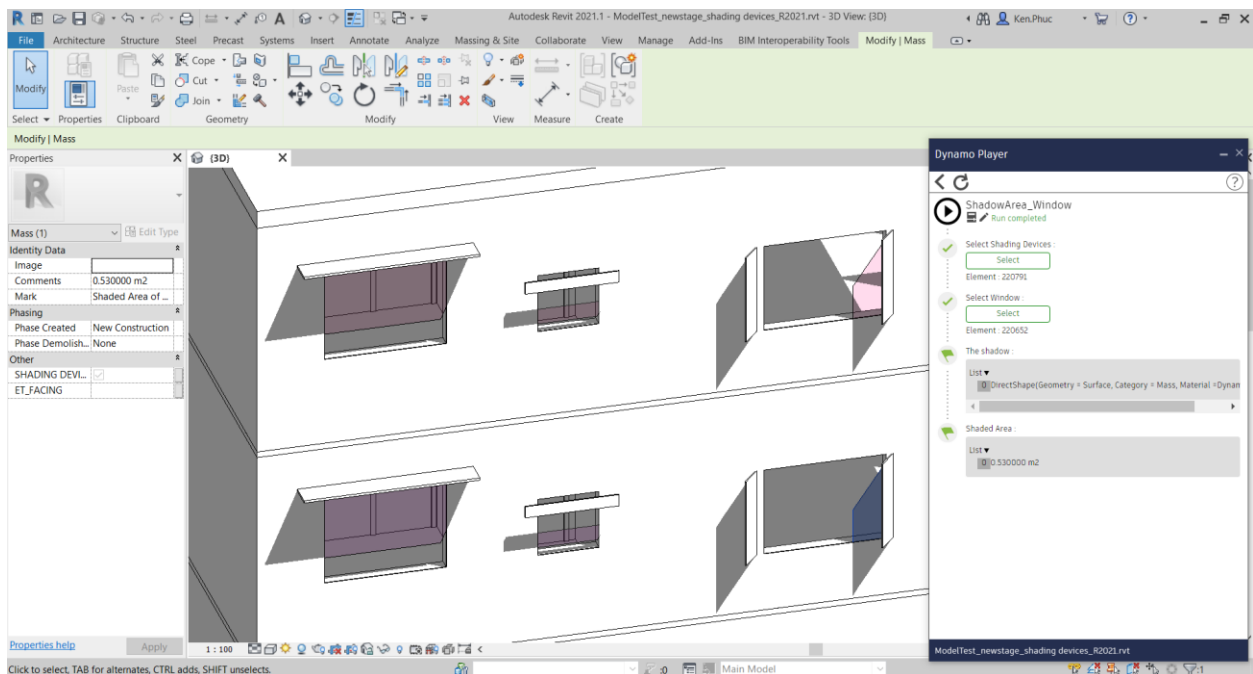 Autodesk Revit 2021.1 - ModelTest_newstage_shading devices_R2021.rvt - 3D View: {3D}
Ken.Phuc
File Architecture Structure Steel Precast Systems Insert Annotate Analyze Massing & Site Collaborate View Manage Add-Ins BIM Interoperability Tools Modify | Mass
Modify
Paste
Cope
Cut
Join
Select Properties Clipboard Geometry Modify View Measure Create
Modify | Mass
Properties
{3D}
Mass (1)
Edit Type
Identity Data
Image
Comments 0.530000 m2
Mark Shaded Area of ...
Phasing
Phase Created New Construction
Phase Demolish... None
Other
SHADING DEVI...
ET_FACING
Properties help
Apply
1 : 100
Click to select, TAB for alternates, CTRL adds, SHIFT unselects.
:0
Main Model
:1
Dynamo Player
ShadowArea_Window
Run completed
Select Shading Devices :
Select
Element : 220791
Select Window :
Select
Element : 220652
The shadow :
List
0 DirectShape(Geometry = Surface, Category = Mass, Material =Dynan
Shaded Area :
List
0 0.530000 m2
ModelTest_newstage_shading devices_R2021.rvt